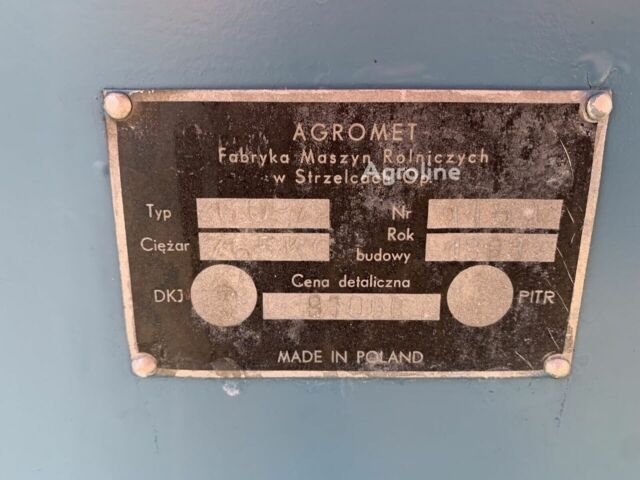 AGROMET
Fabryka Maszyn Rolniczych
w Strzelcach Op.
Agroline
Typ Nr
Ciężar Rok budowy
Cena detaliczna
DKJ PITR
MADE IN POLAND